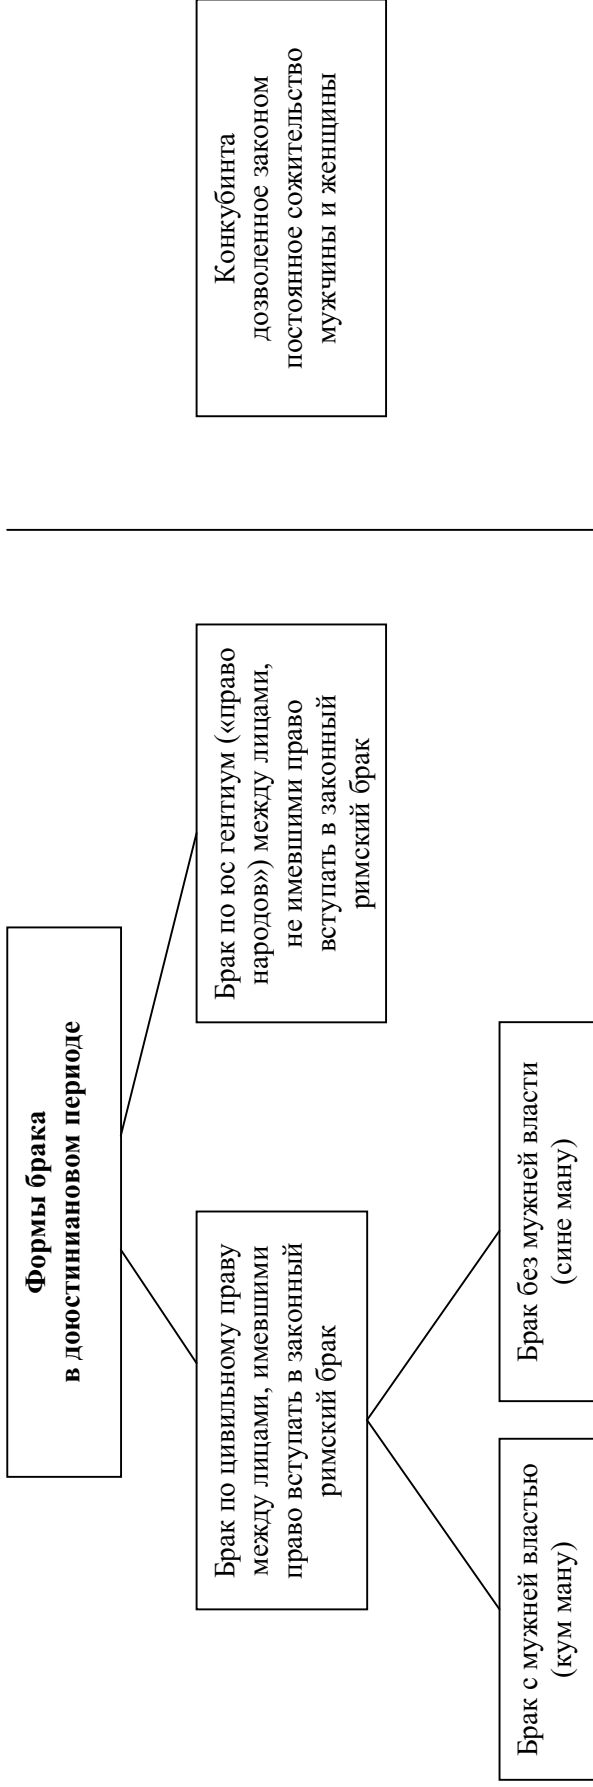 Формы брака
в доюстиниановом периоде
Брак по цивильному праву
между лицами, имевшими
право вступать в законный
римский брак
Брак по юс гентиум («право
народов») между лицами,
не имевшими право
вступать в законный
римский брак
Конкубинта
дозволенное законом
постоянное сожительство
мужчины и женщины
Брак с мужней властью
(кум ману)
Брак без мужней власти
(сине ману)